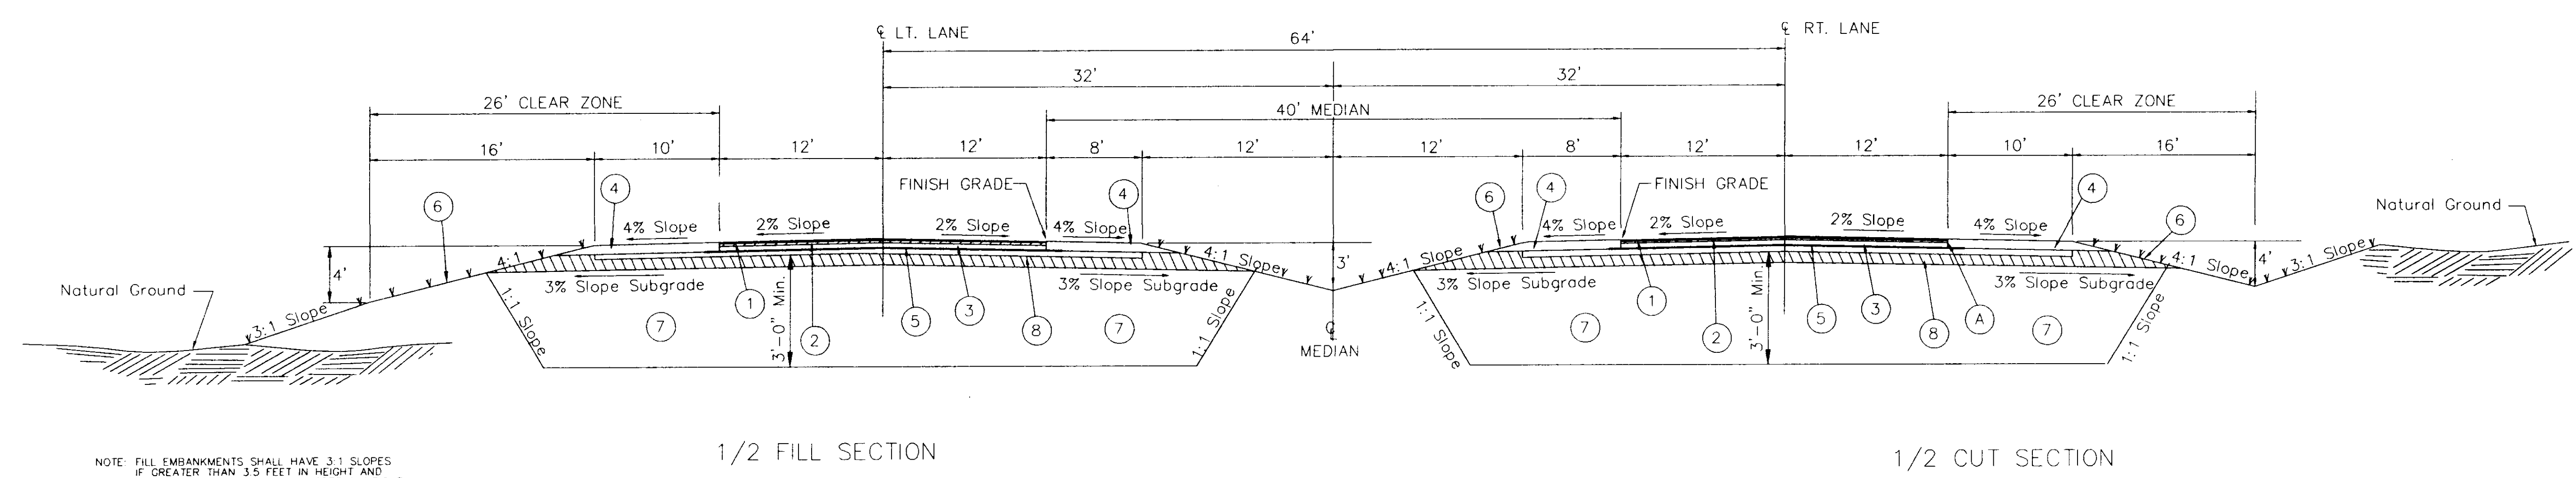 ℄ LT. LANE
64'
℄ RT. LANE
32' 32'
26' CLEAR ZONE
40' MEDIAN
26' CLEAR ZONE
16' 10' 12' 12' 8' 12' 12' 8' 12' 12' 10' 16'
FINISH GRADE
FINISH GRADE
4 4 4 4
6 6 6
Natural Ground
4% Slope 2% Slope 2% Slope 4% Slope
4% Slope 2% Slope 2% Slope 4% Slope
4:1 4:1 Slope 4:1 Slope 4:1 Slope
4' 3' 4'
3:1 Slope
Natural Ground
3:1 Slope
3% Slope Subgrade 3% Slope Subgrade
3% Slope Subgrade 3% Slope Subgrade
1:1 Slope 1:1 Slope 1:1 Slope 1:1 Slope
3'-0" Min. 3'-0" Min.
7 1 2 5 3 8 7
7 1 2 5 3 8 A 7
℄
MEDIAN
1/2 FILL SECTION
1/2 CUT SECTION
NOTE: FILL EMBANKMENTS SHALL HAVE 3:1 SLOPES
IF GREATER THAN 3.5 FEET IN HEIGHT AND